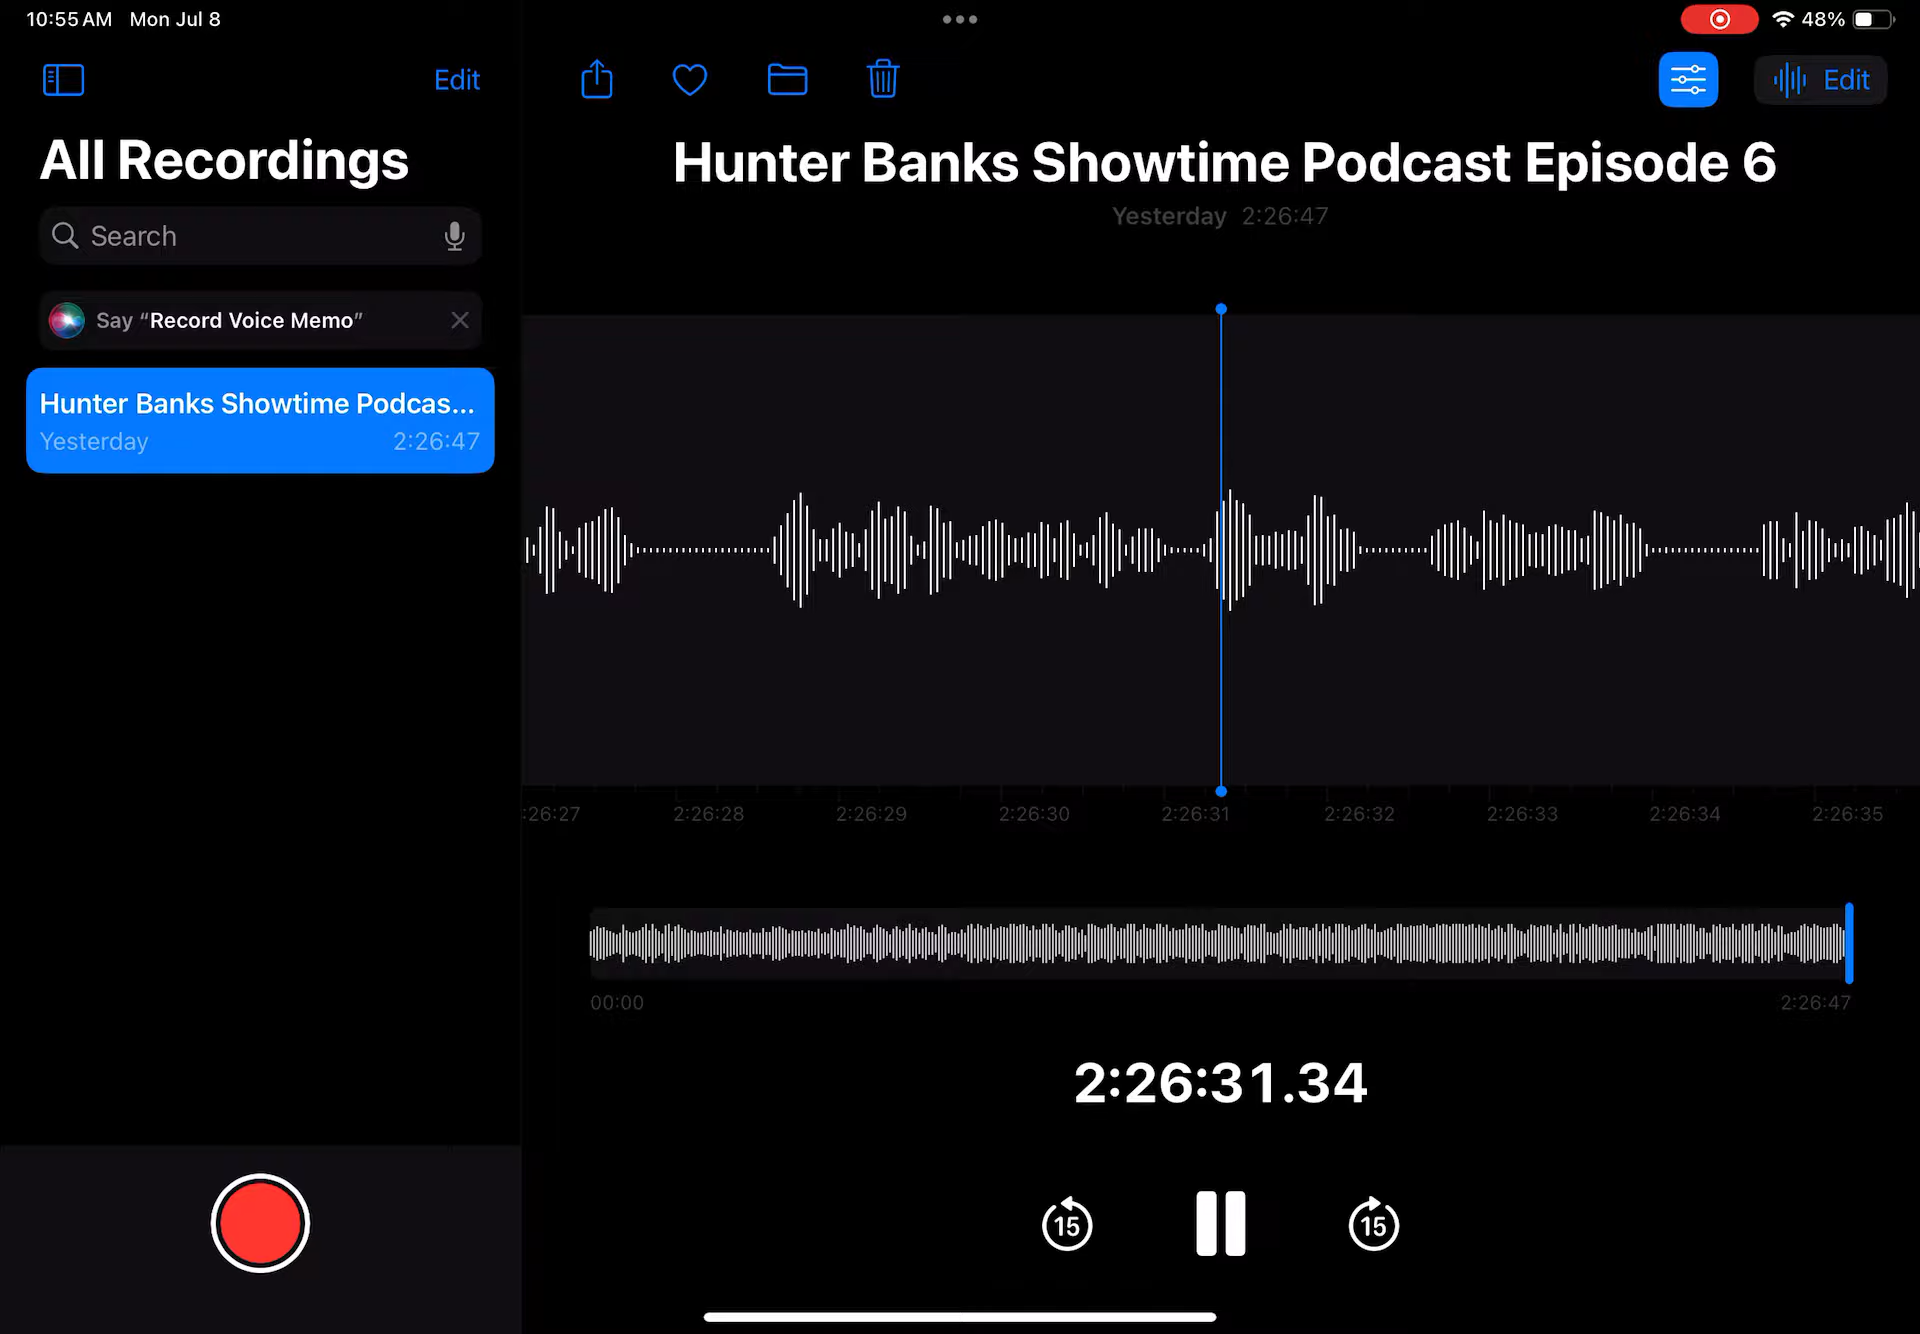 10:55 AM Mon Jul 8
48%
Edit
Edit
All Recordings
Search
Say “Record Voice Memo”
Hunter Banks Showtime Podcas...
Yesterday 2:26:47
Hunter Banks Showtime Podcast Episode 6
Yesterday 2:26:47
:26:27 2:26:28 2:26:29 2:26:30 2:26:31 2:26:32 2:26:33 2:26:34 2:26:35
00:00 2:26:47
2:26:31.34
15 15